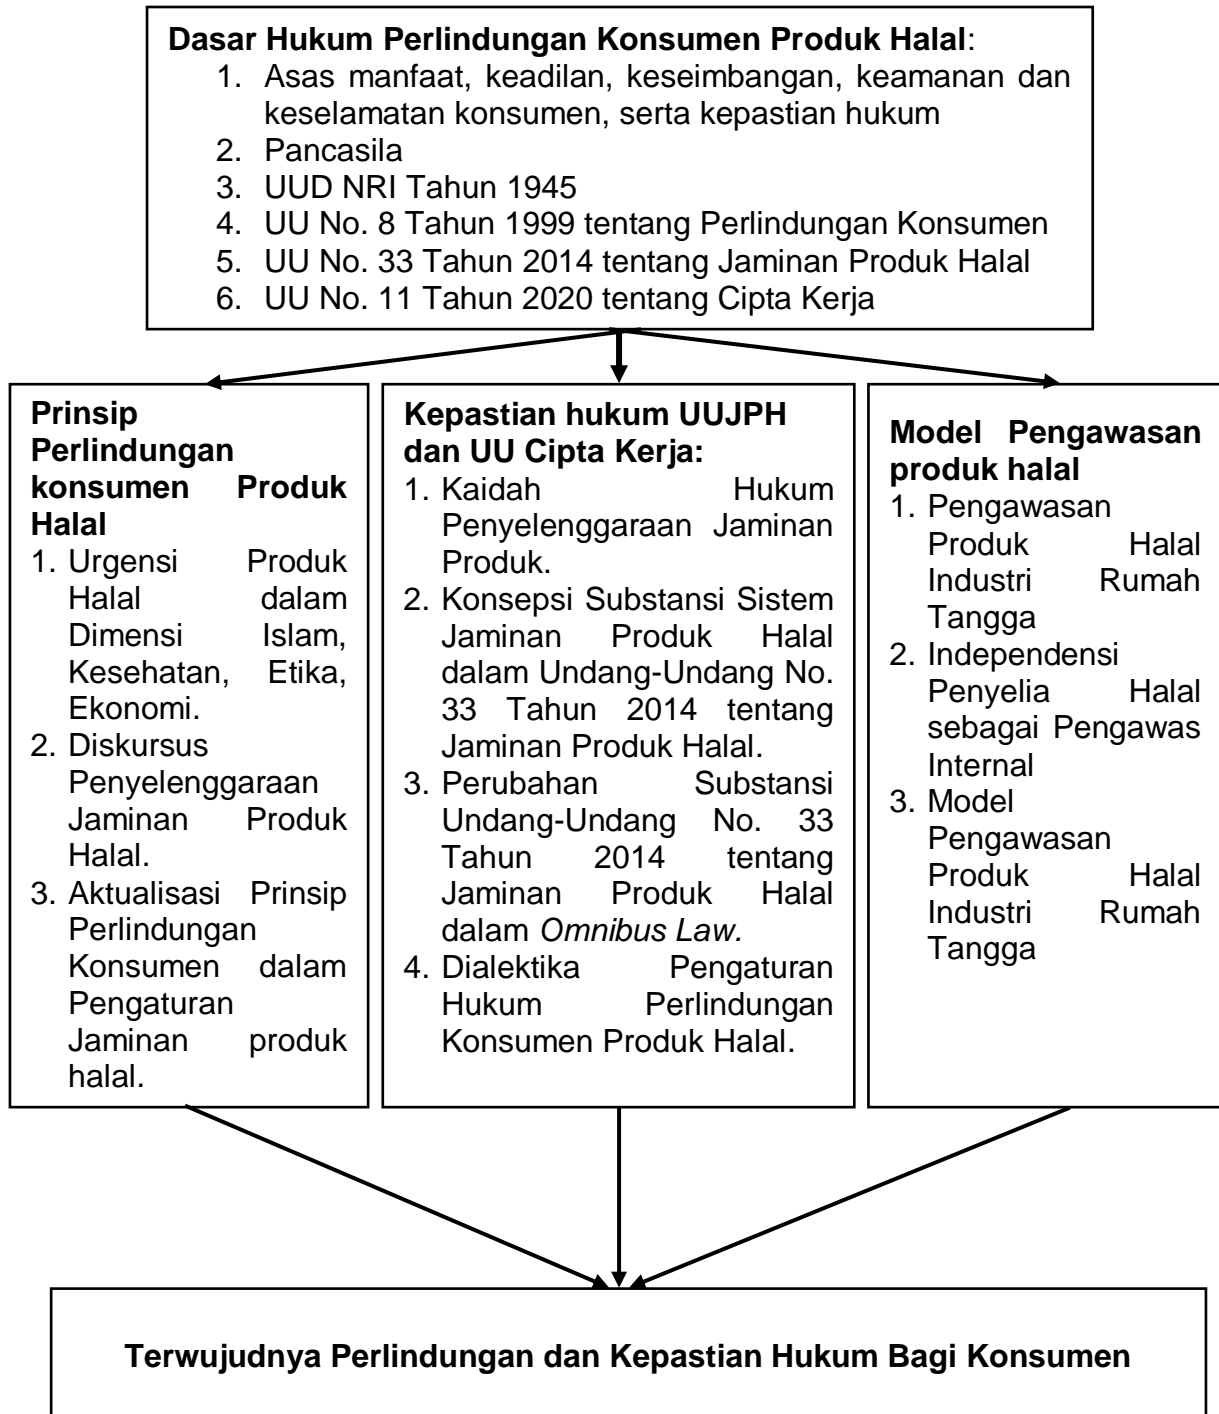 Dasar Hukum Perlindungan Konsumen Produk Halal:
1. Asas manfaat, keadilan, keseimbangan, keamanan dan
keselamatan konsumen, serta kepastian hukum
2. Pancasila
3. UUD NRI Tahun 1945
4. UU No. 8 Tahun 1999 tentang Perlindungan Konsumen
5. UU No. 33 Tahun 2014 tentang Jaminan Produk Halal
6. UU No. 11 Tahun 2020 tentang Cipta Kerja
Prinsip
Perlindungan
konsumen Produk
Halal
1. Urgensi Produk
Halal dalam
Dimensi Islam,
Kesehatan, Etika,
Ekonomi.
2. Diskursus
Penyelenggaraan
Jaminan Produk
Halal.
3. Aktualisasi Prinsip
Perlindungan
Konsumen dalam
Pengaturan
Jaminan produk
halal.
Kepastian hukum UUJPH
dan UU Cipta Kerja:
1. Kaidah Hukum
Penyelenggaraan Jaminan
Produk.
2. Konsepsi Substansi Sistem
Jaminan Produk Halal
dalam Undang-Undang No.
33 Tahun 2014 tentang
Jaminan Produk Halal.
3. Perubahan Substansi
Undang-Undang No. 33
Tahun 2014 tentang
Jaminan Produk Halal
dalam Omnibus Law.
4. Dialektika Pengaturan
Hukum Perlindungan
Konsumen Produk Halal.
Model Pengawasan
produk halal
1. Pengawasan
Produk Halal
Industri Rumah
Tangga
2. Independensi
Penyelia Halal
sebagai Pengawas
Internal
3. Model
Pengawasan
Produk Halal
Industri Rumah
Tangga
Terwujudnya Perlindungan dan Kepastian Hukum Bagi Konsumen